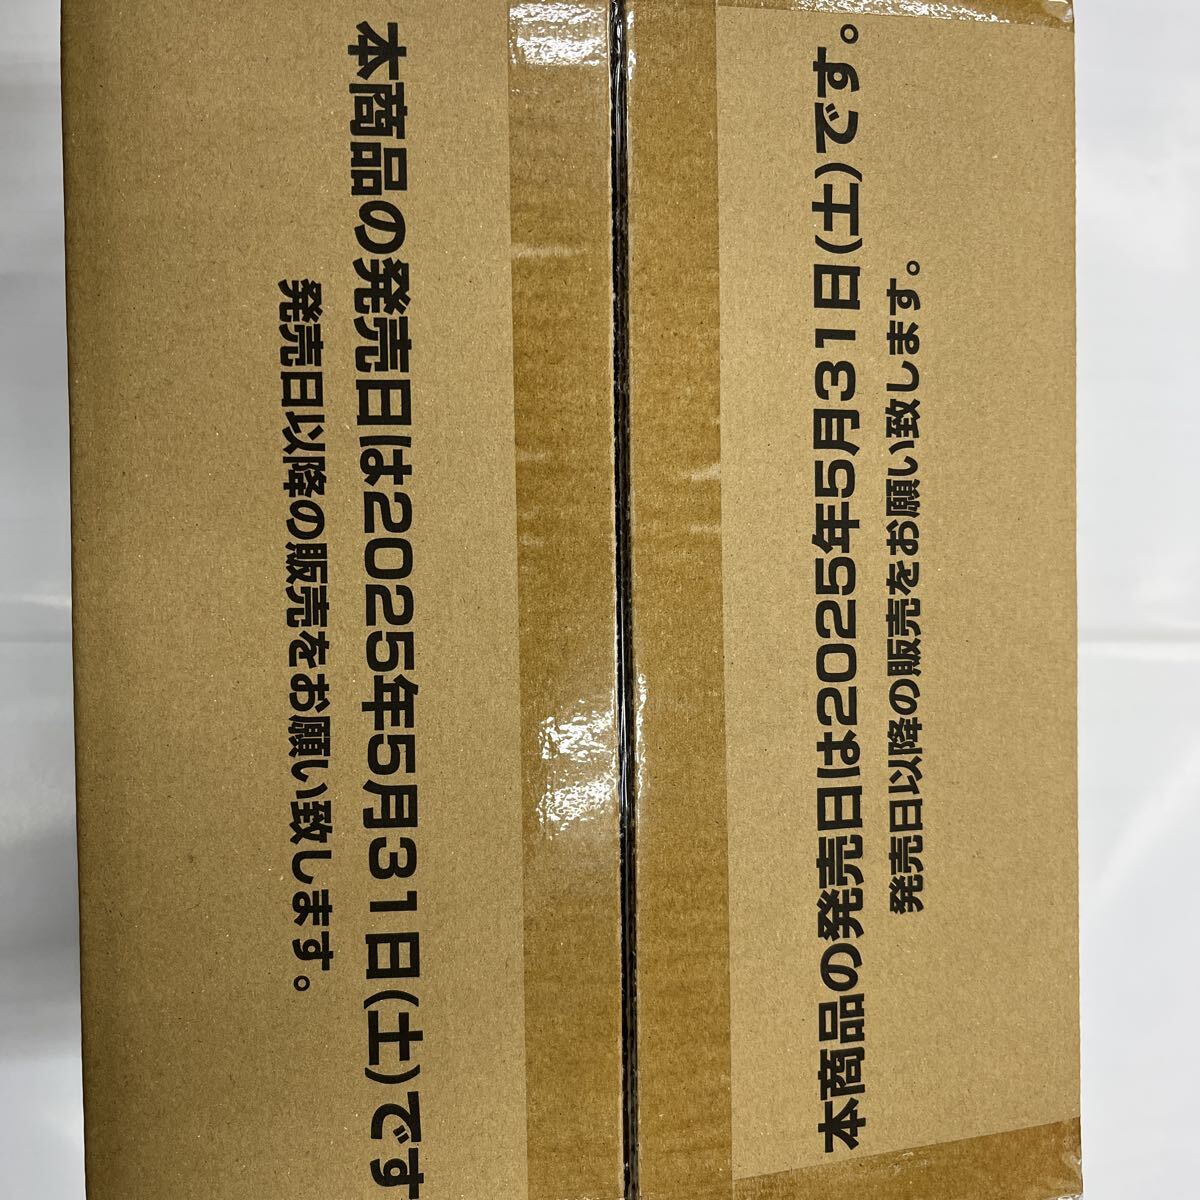 本商品の発売日は2025年5月31日(土)です
発売日以降の販売をお願い致します。
本商品の発売日は2025年5月31日(土)です。
発売日以降の販売をお願い致します。